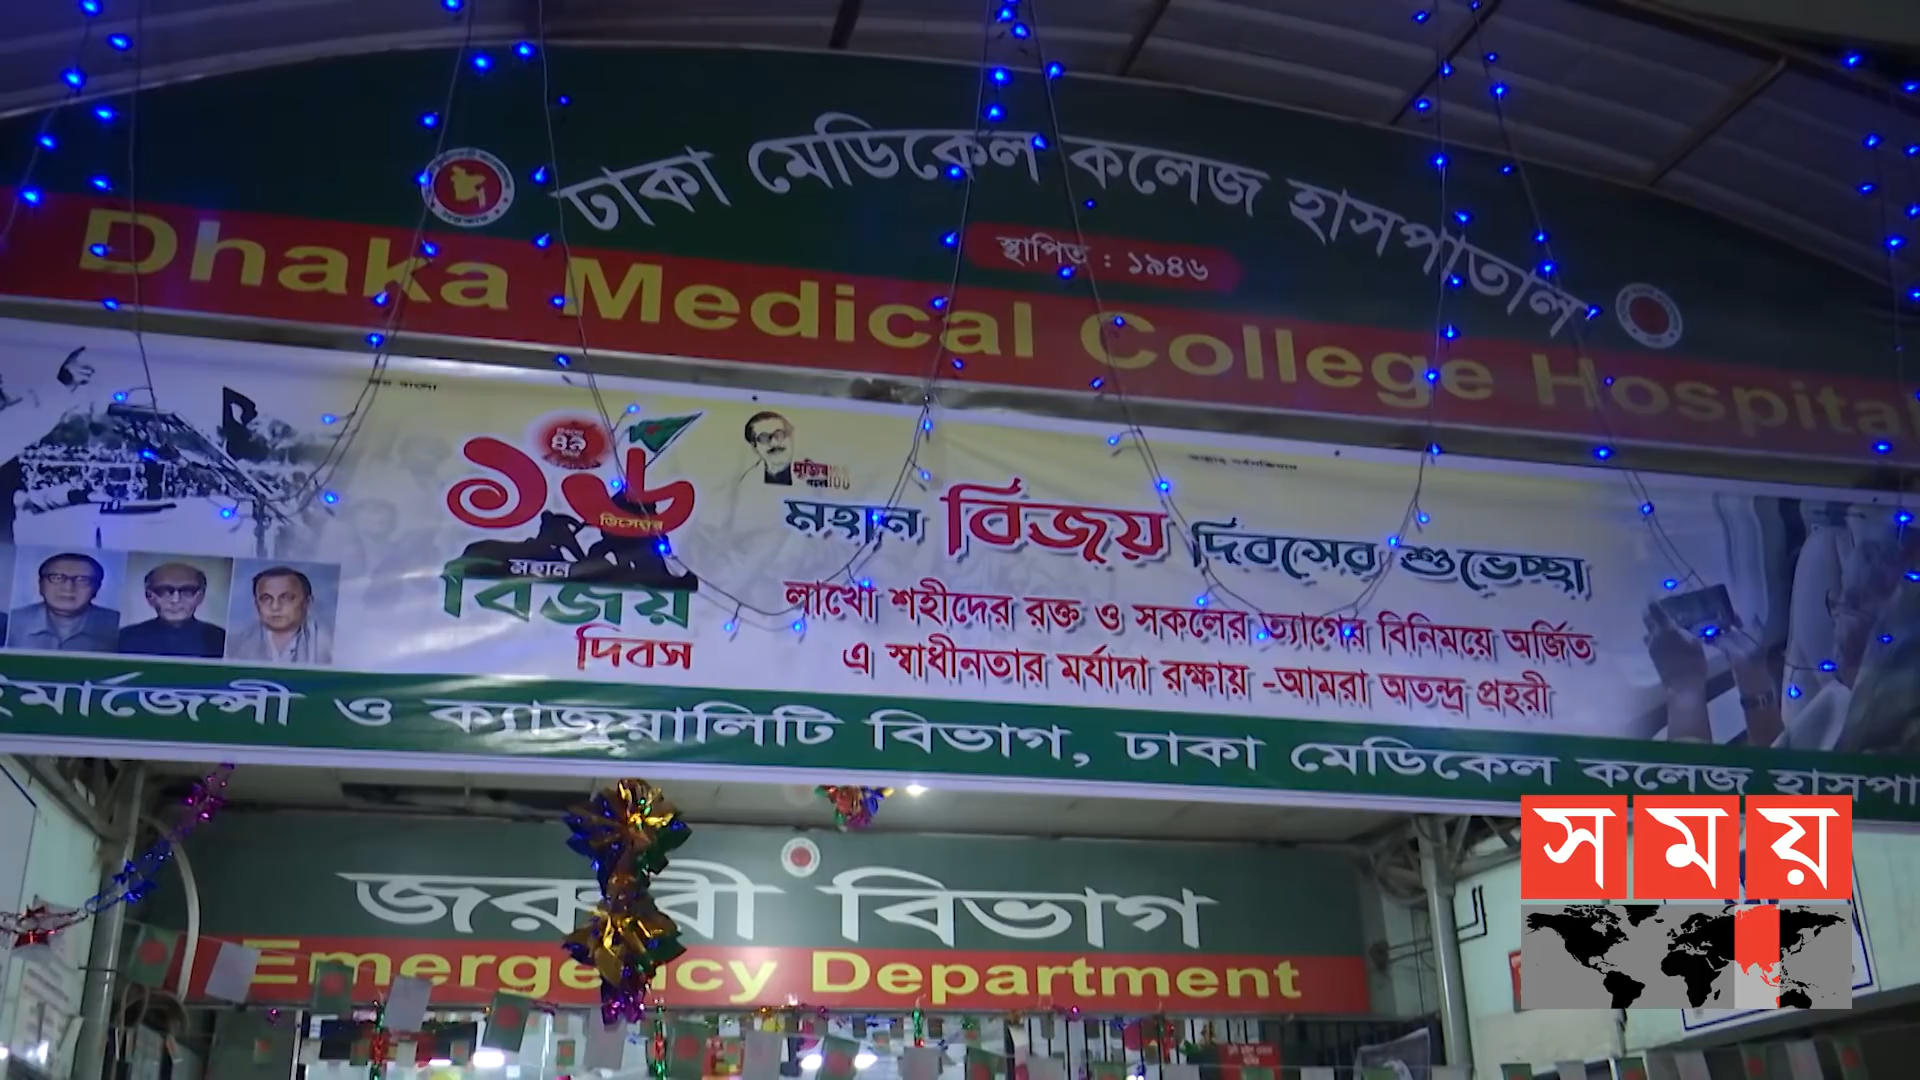 ঢাকা মেডিকেল কলেজ হাসপাতাল
স্থাপিত : ১৯৪৬
Dhaka Medical College Hospital
১৬
ডিসেম্বর
মহান
বিজয়
দিবস
মুজিব
100
মহান বিজয় দিবসের শুভেচ্ছা
লাখো শহীদের রক্ত ও সকলের ত্যাগের বিনিময়ে অর্জিত
এ স্বাধীনতার মর্যাদা রক্ষায় -আমরা অতন্দ্র প্রহরী
ইমার্জেন্সী ও ক্যাজুয়ালিটি বিভাগ, ঢাকা মেডিকেল কলেজ হাসপা
জরুরী বিভাগ
Emergency Department
সময়